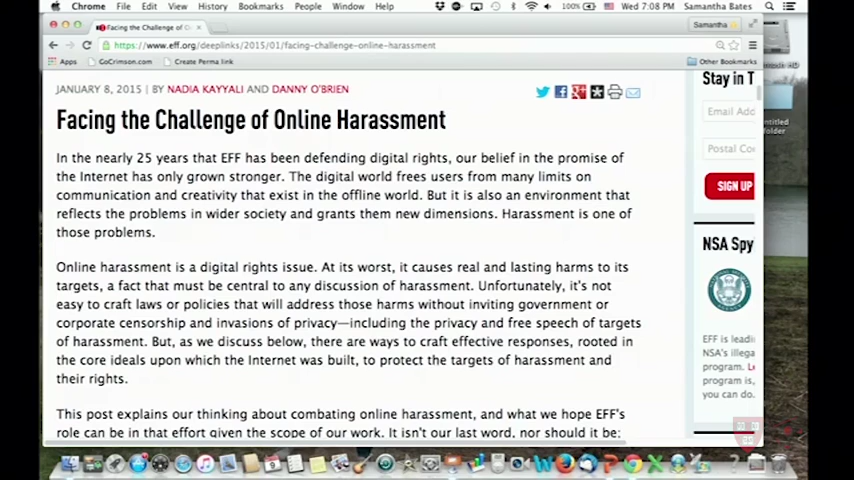 Chrome File Edit View History Bookmarks People Window Help 100% Wed 7:08 PM Samantha Bates
Facing the Challenge of O
Samantha
https://www.eff.org/deeplinks/2015/01/facing-challenge-online-harassment
Apps GoCrimson.com Create Perma link Other Bookmarks
JANUARY 8, 2015 | BY NADIA KAYYALI AND DANNY O'BRIEN
Facing the Challenge of Online Harassment
In the nearly 25 years that EFF has been defending digital rights, our belief in the promise of
the Internet has only grown stronger. The digital world frees users from many limits on
communication and creativity that exist in the offline world. But it is also an environment that
reflects the problems in wider society and grants them new dimensions. Harassment is one of
those problems.
Online harassment is a digital rights issue. At its worst, it causes real and lasting harms to its
targets, a fact that must be central to any discussion of harassment. Unfortunately, it's not
easy to craft laws or policies that will address those harms without inviting government or
corporate censorship and invasions of privacy—including the privacy and free speech of targets
of harassment. But, as we discuss below, there are ways to craft effective responses, rooted in
the core ideals upon which the Internet was built, to protect the targets of harassment and
their rights.
This post explains our thinking about combating online harassment, and what we hope EFF's
role can be in that effort given the scope of our work. It isn't our last word, nor should it be;
Stay in T
Email Add
Postal Co
SIGN UP
NSA Spy
EFF is leadi
NSA's illega
program. L
program is,
you can do.
ntosh HD
ntitled
folder